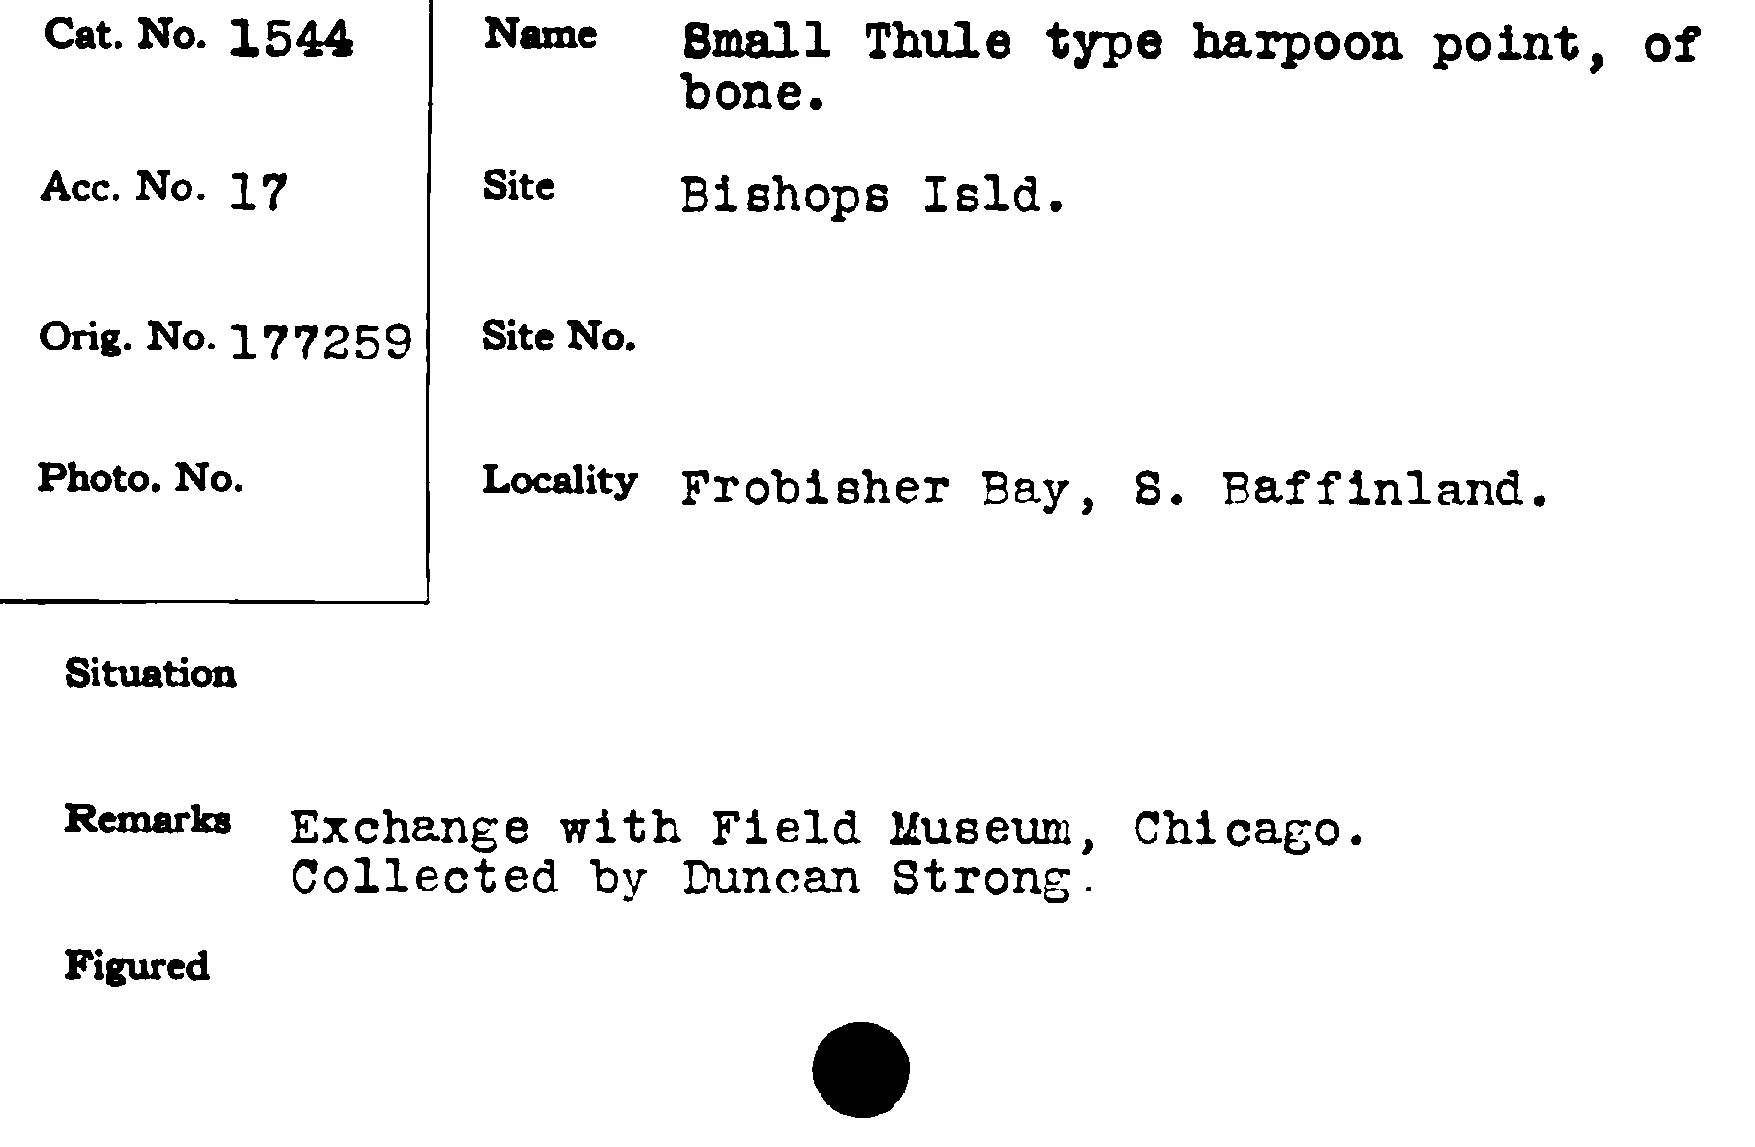 Cat. No. 1544
Name Small Thule type harpoon point, of
bone.
Acc. No. 17
Site Bishops Isld.
Orig. No. 177259
Site No.
Photo. No.
Locality Frobisher Bay, S. Baffinland.
Situation
Remarks Exchange with Field Museum, Chicago.
Collected by Duncan Strong.
Figured